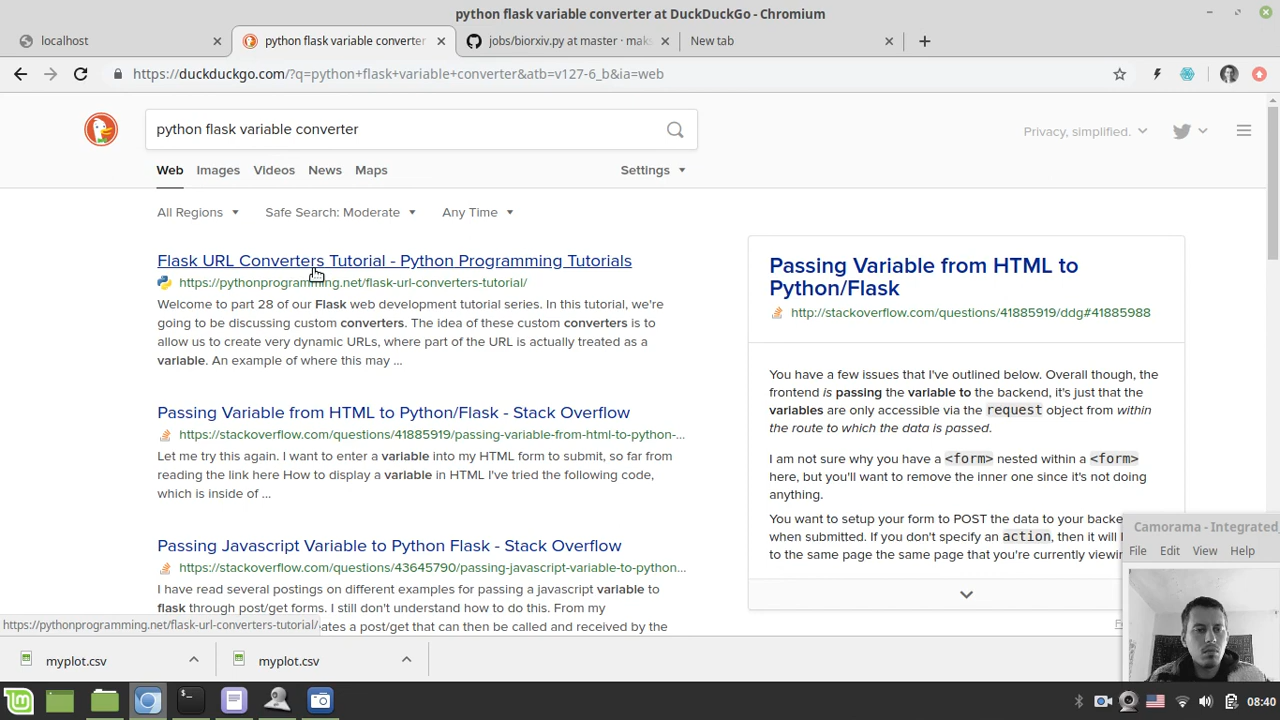 python flask variable converter at DuckDuckGo - Chromium
localhost
python flask variable converter
jobs/biorxiv.py at master · mak
New tab
https://duckduckgo.com/?q=python+flask+variable+converter&atb=v127-6_b&ia=web
python flask variable converter
Privacy, simplified.
Web Images Videos News Maps
Settings
All Regions
Safe Search: Moderate
Any Time
Flask URL Converters Tutorial - Python Programming Tutorials
https://pythonprogramming.net/flask-url-converters-tutorial/
Welcome to part 28 of our Flask web development tutorial series. In this tutorial, we're
going to be discussing custom converters. The idea of these custom converters is to
allow us to create very dynamic URLs, where part of the URL is actually treated as a
variable. An example of where this may ...
Passing Variable from HTML to Python/Flask - Stack Overflow
https://stackoverflow.com/questions/41885919/passing-variable-from-html-to-python-...
Let me try this again. I want to enter a variable into my HTML form to submit, so far from
reading the link here How to display a variable in HTML I've tried the following code,
which is inside of ...
Passing Javascript Variable to Python Flask - Stack Overflow
https://stackoverflow.com/questions/43645790/passing-javascript-variable-to-python...
I have read several postings on different examples for passing a javascript variable to
flask through post/get forms. I still don't understand how to do this. From my
ates a post/get that can then be called and received by the
https://pythonprogramming.net/flask-url-converters-tutorial/
Passing Variable from HTML to
Python/Flask
http://stackoverflow.com/questions/41885919/ddg#41885988
You have a few issues that I've outlined below. Overall though, the
frontend is passing the variable to the backend, it's just that the
variables are only accessible via the request object from within
the route to which the data is passed.
I am not sure why you have a <form> nested within a <form>
here, but you'll want to remove the inner one since it's not doing
anything.
You want to setup your form to POST the data to your backe
when submitted. If you don't specify an action, then it will
to the same page the same page that you're currently viewin
Camorama - Integrated
File Edit View Help
myplot.csv
myplot.csv
08:40